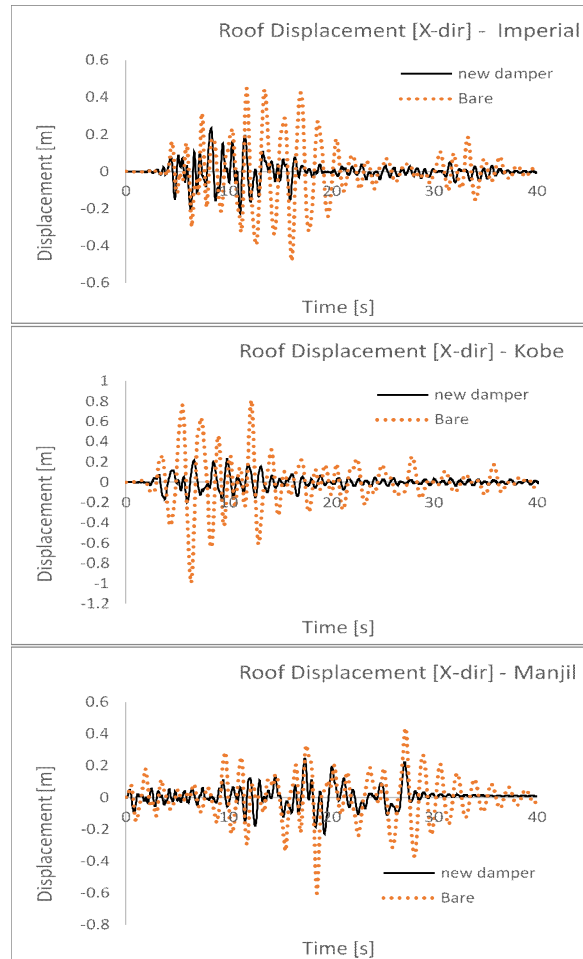 Roof Displacement [X-dir] - Imperial
0.6
new damper
0.4
Bare
0.2
0
0 10 20 30 40
-0.2
-0.4
-0.6
Displacement [m]
Time [s]
Roof Displacement [X-dir] - Kobe
1
new damper
0.8
Bare
0.6
0.4
0.2
0
0 10 20 30 40
-0.2
-0.4
-0.6
-0.8
-1
-1.2
Displacement [m]
Time [s]
Roof Displacement [X-dir] - Manjil
0.6
0.4
0.2
0
0 10 20 30 40
-0.2
-0.4
new damper
-0.6
Bare
-0.8
Displacement [m]
Time [s]